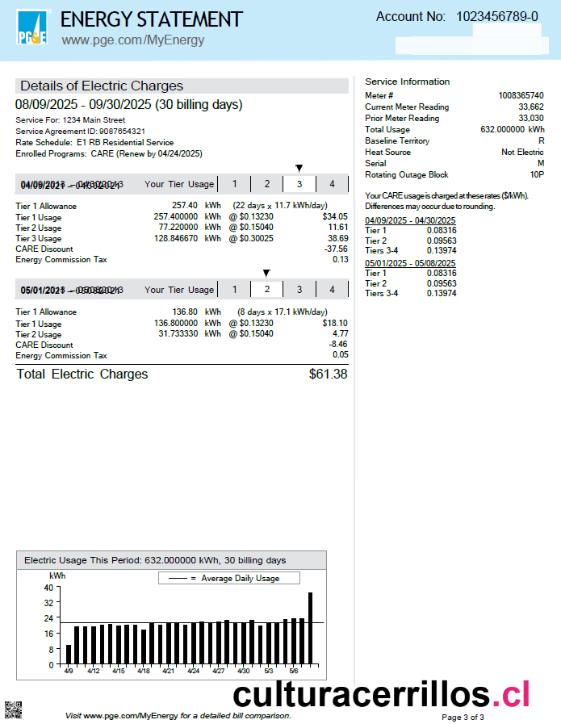 PG&E
ENERGY STATEMENT
www.pge.com/MyEnergy
Account No: 1023456789-0
Details of Electric Charges
08/09/2025 - 09/30/2025 (30 billing days)
Service For: 1234 Main Street
Service Agreement ID: 9087654321
Rate Schedule: E1 RB Residential Service
Enrolled Programs: CARE (Renew by 04/24/2025)
Your Tier Usage 1 2 3 4
Tier 1 Allowance 257.40 kWh (22 days x 11.7 kWh/day)
Tier 1 Usage 257.400000 kWh @ $0.13230 $34.05
Tier 2 Usage 77.220000 kWh @ $0.15040 11.61
Tier 3 Usage 128.846670 kWh @ $0.30025 38.69
CARE Discount -37.56
Energy Commission Tax 0.13
Your Tier Usage 1 2 3 4
Tier 1 Allowance 136.80 kWh (8 days x 17.1 kWh/day)
Tier 1 Usage 136.800000 kWh @ $0.13230 $18.10
Tier 2 Usage 31.733330 kWh @ $0.15040 4.77
CARE Discount -8.46
Energy Commission Tax 0.05
Total Electric Charges $61.38
Service Information
Meter # 1008365740
Current Meter Reading 33,662
Prior Meter Reading 33,030
Total Usage 632.000000 kWh
Baseline Territory R
Heat Source Not Electric
Serial M
Rotating Outage Block 10P
Your CARE usage is charged at these rates ($/kWh).
Differences may occur due to rounding.
04/09/2025 - 04/30/2025
Tier 1 0.08316
Tier 2 0.09563
Tiers 3-4 0.13974
05/01/2025 - 05/08/2025
Tier 1 0.08316
Tier 2 0.09563
Tiers 3-4 0.13974
Electric Usage This Period: 632.000000 kWh, 30 billing days
kWh
= Average Daily Usage
40
32
24
16
8
0
4/9 4/12 4/15 4/18 4/21 4/24 4/27 4/30 5/3 5/6
culturacerrillos.cl
Visit www.pge.com/MyEnergy for a detailed bill comparison.
Page 3 of 3